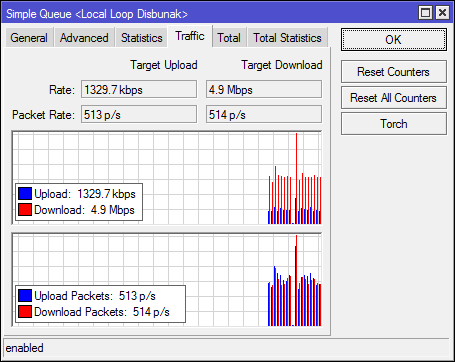 Simple Queue <Local Loop Disbunak>
General Advanced Statistics Traffic Total Total Statistics
OK
Reset Counters
Reset All Counters
Torch
Target Upload Target Download
Rate: 1329.7 kbps 4.9 Mbps
Packet Rate: 513 p/s 514 p/s
Upload: 1329.7 kbps
Download: 4.9 Mbps
Upload Packets: 513 p/s
Download Packets: 514 p/s
enabled